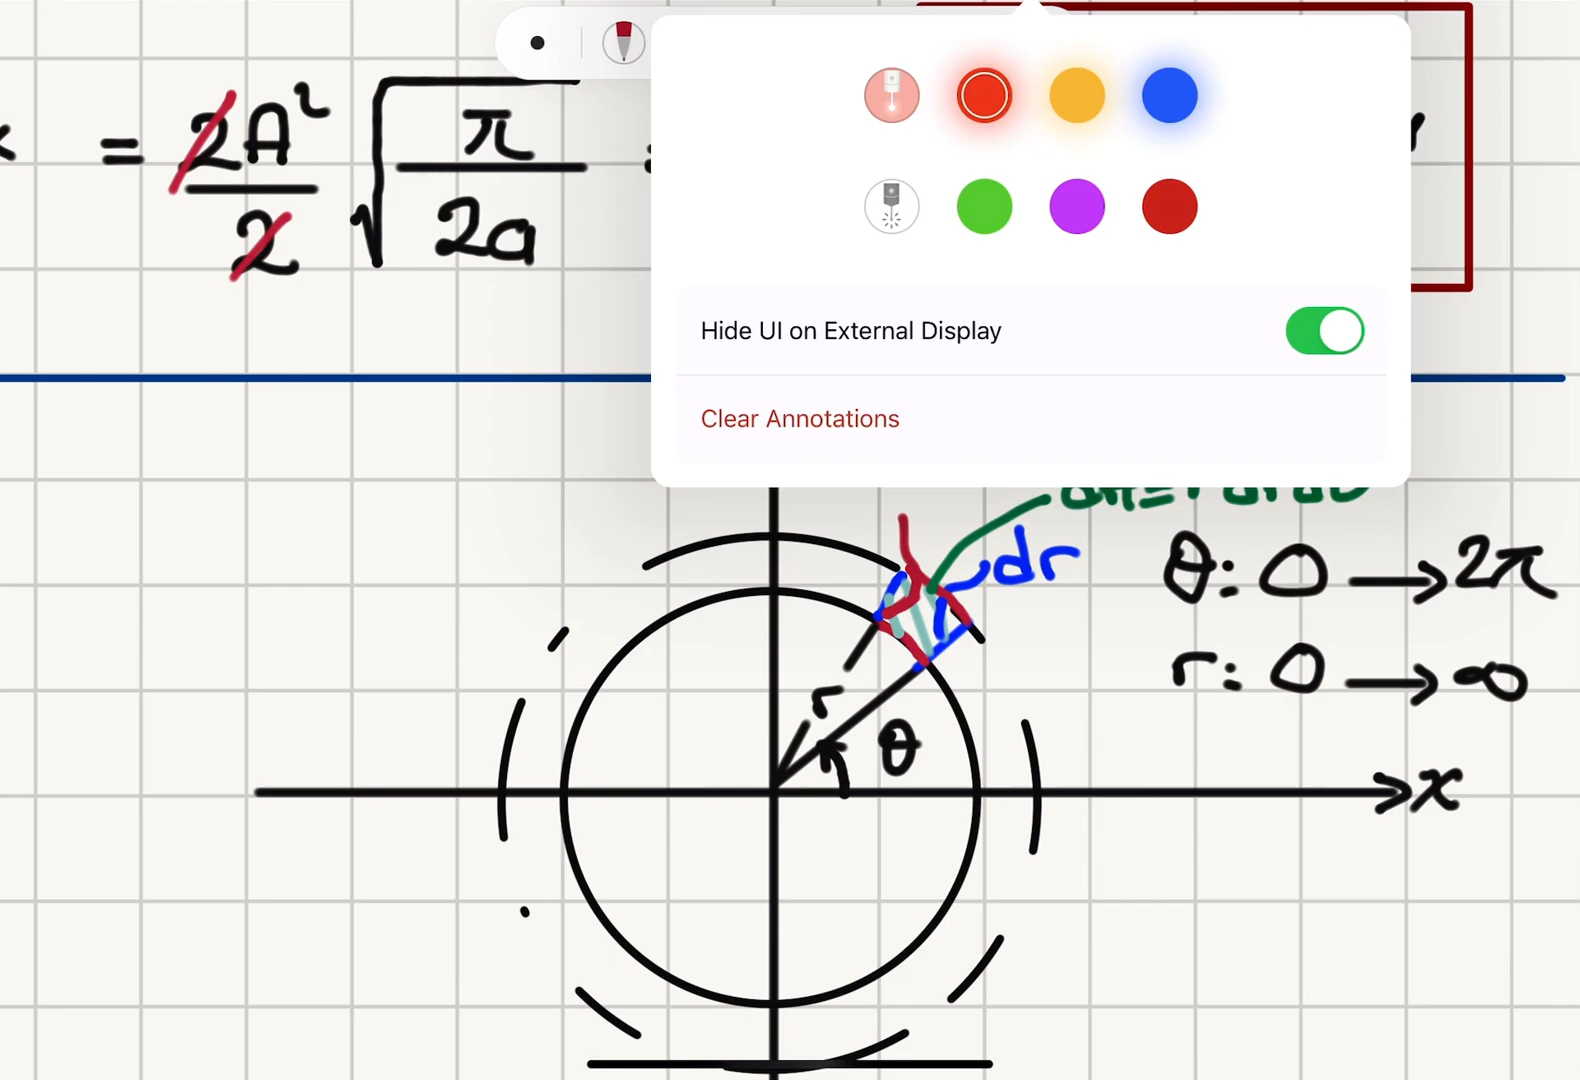 = 2A² / 2 √ π / 2a
Hide UI on External Display
Clear Annotations
dr
θ: 0 → 2π
r: 0 → ∞
r
θ
x